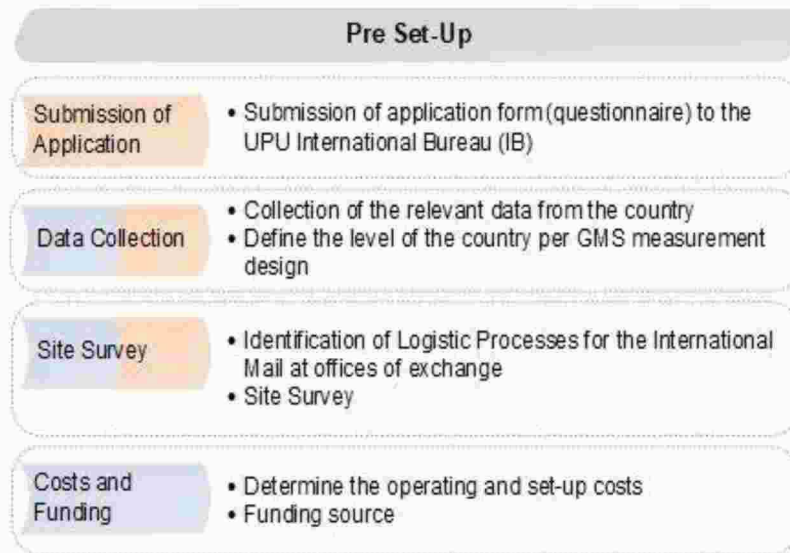 Pre Set-Up
Submission of
Application
• Submission of application form (questionnaire) to the
UPU International Bureau (IB)
Data Collection
• Collection of the relevant data from the country
• Define the level of the country per GMS measurement
design
Site Survey
• Identification of Logistic Processes for the International
Mail at offices of exchange
• Site Survey
Costs and
Funding
• Determine the operating and set-up costs
• Funding source